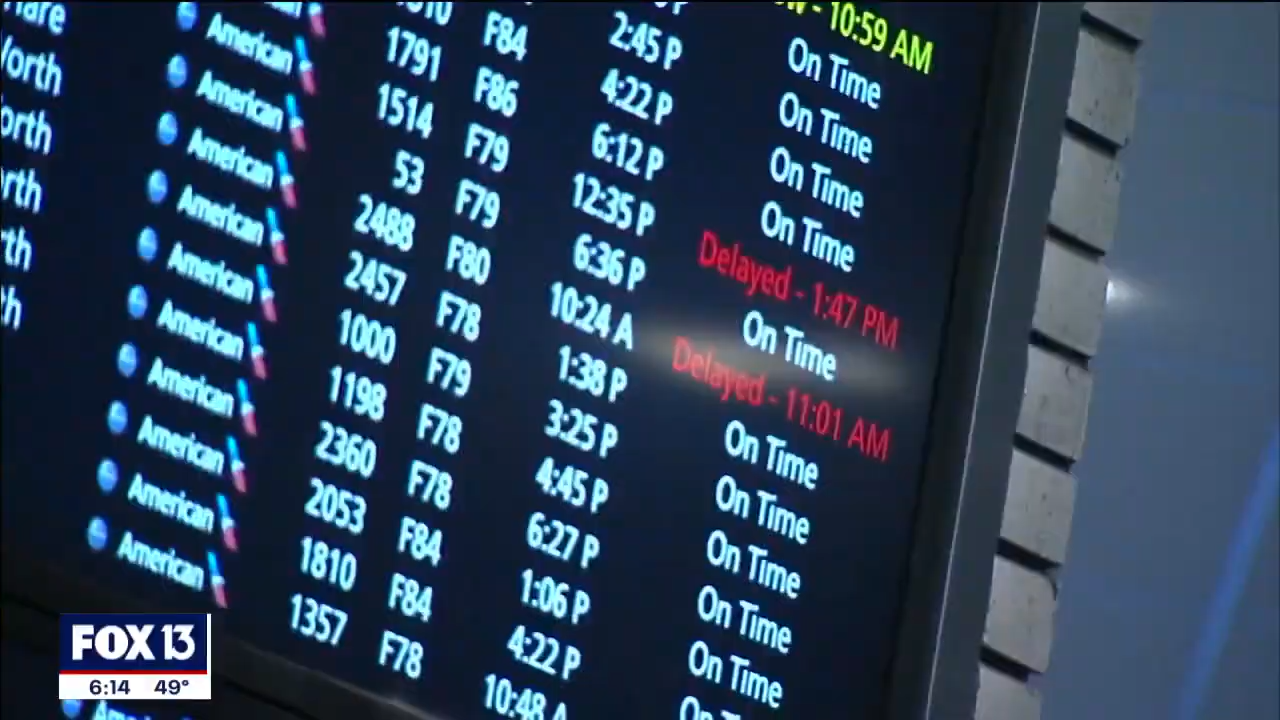 - 10:59 AM
On Time
2:45 P On Time
F84 4:22 P On Time
1791 F86 6:12 P On Time
American 1514 F79 12:35 P Delayed - 1:47 PM
American 53 F79 6:36 P On Time
orth American 2488 F80 10:24 A Delayed - 11:01 AM
orth American 2457 F78 1:38 P On Time
rth American 1000 F79 3:25 P On Time
th American 1198 F78 4:45 P On Time
h American 2360 F78 6:27 P On Time
American 2053 F84 1:06 P On Time
American 1810 F84 4:22 P
American 1357 F78 10:48 A
FOX 13
6:14 49°